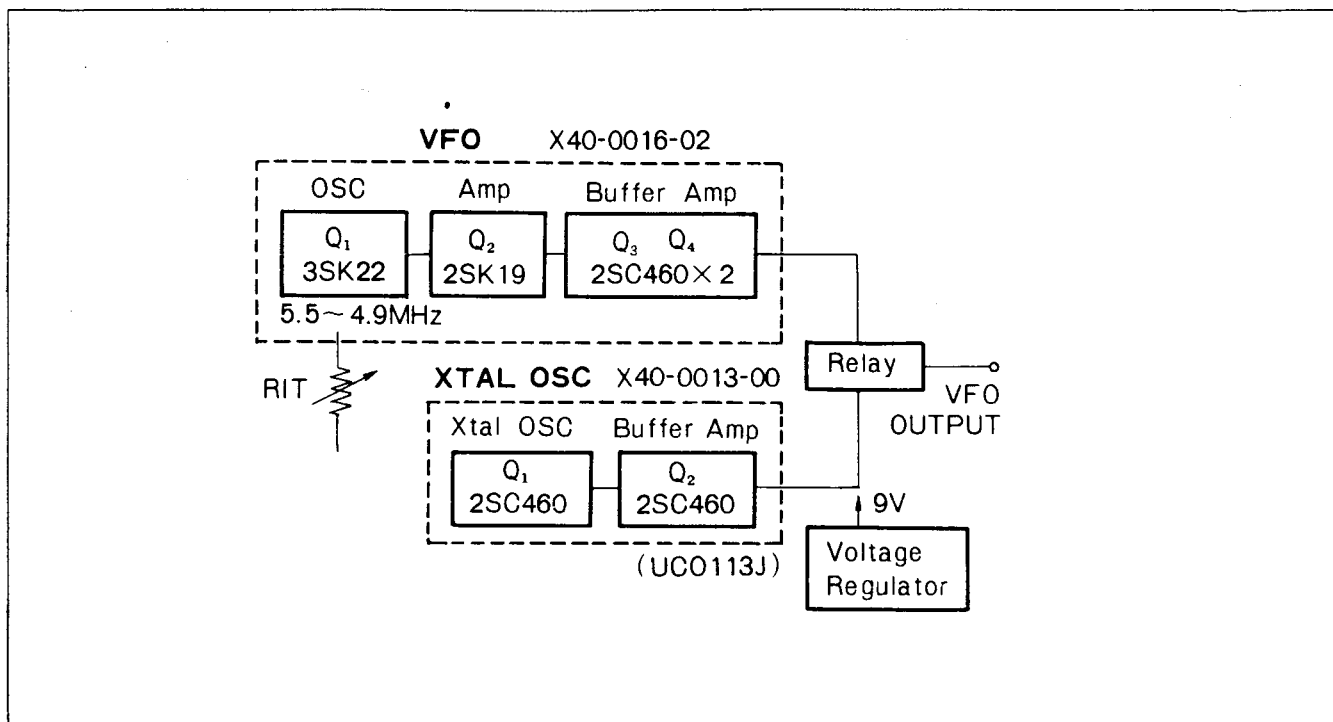 VFO X40-0016-02
OSC Amp Buffer Amp
Q1 Q2 Q3 Q4
3SK22 2SK19 2SC460×2
5.5~4.9MHz
RIT
Relay
VFO
OUTPUT
XTAL OSC X40-0013-00
Xtal OSC Buffer Amp
Q1 Q2
2SC460 2SC460
(UC0113J)
9V
Voltage
Regulator